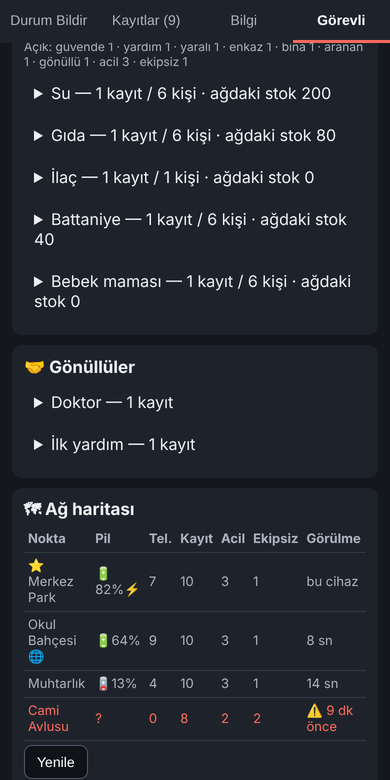 Durum Bildir Kayıtlar (9) Bilgi Görevli
Açık: güvende 1 · yardım 1 · yaralı 1 · enkaz 1 · bina 1 · aranan
1 · gönüllü 1 · acil 3 · ekipsiz 1
▶ Su — 1 kayıt / 6 kişi · ağdaki stok 200
▶ Gıda — 1 kayıt / 6 kişi · ağdaki stok 80
▶ İlaç — 1 kayıt / 1 kişi · ağdaki stok 0
▶ Battaniye — 1 kayıt / 6 kişi · ağdaki stok
40
▶ Bebek maması — 1 kayıt / 6 kişi · ağdaki
stok 0
🤝 Gönüllüler
▶ Doktor — 1 kayıt
▶ İlk yardım — 1 kayıt
🗺 Ağ haritası
Nokta Pil Tel. Kayıt Acil Ekipsiz Görülme
⭐ Merkez Park 🔋 82%⚡ 7 10 3 1 bu cihaz
Okul Bahçesi 🌐 🔋64% 9 10 3 1 8 sn
Muhtarlık 🪫13% 4 10 3 1 14 sn
Cami Avlusu ? 0 8 2 2 ⚠️ 9 dk önce
Yenile